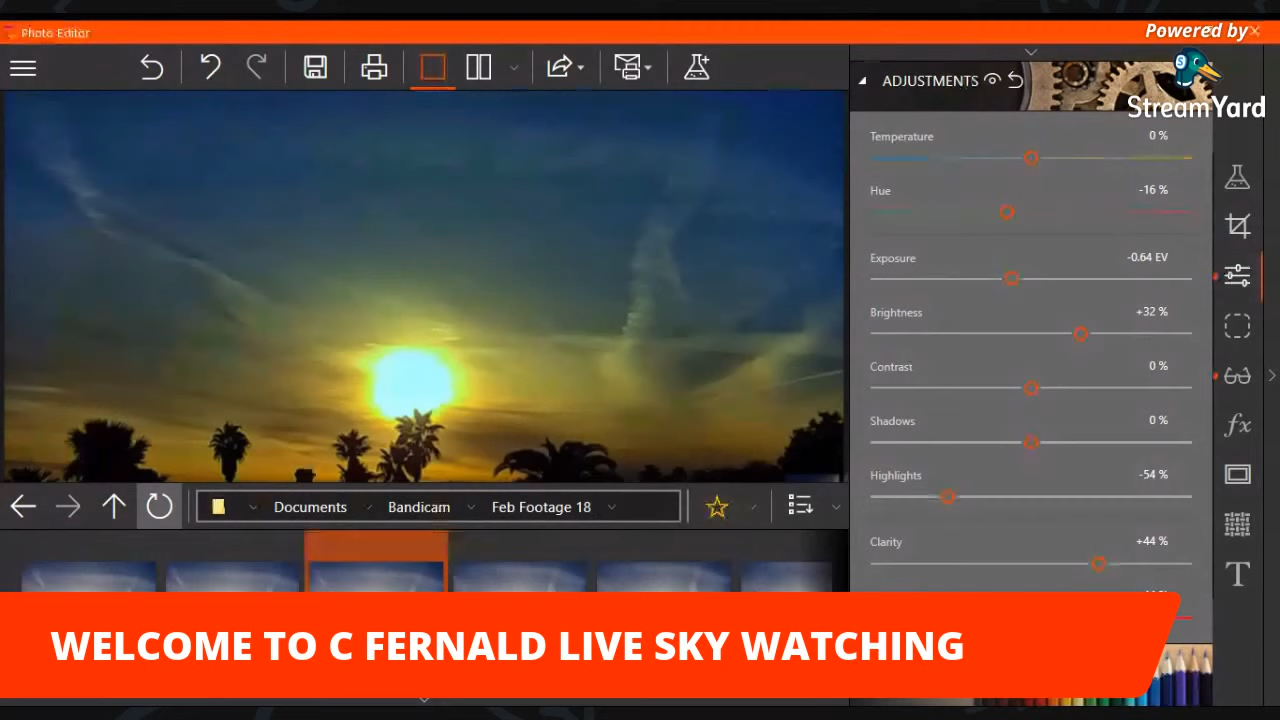 Photo Editor
Powered by
StreamYard
ADJUSTMENTS
Temperature 0 %
Hue -16 %
Exposure -0.64 EV
Brightness +32 %
Contrast 0 %
Shadows 0 %
Highlights -54 %
Clarity +44 %
fx
T
Documents Bandicam Feb Footage 18
WELCOME TO C FERNALD LIVE SKY WATCHING